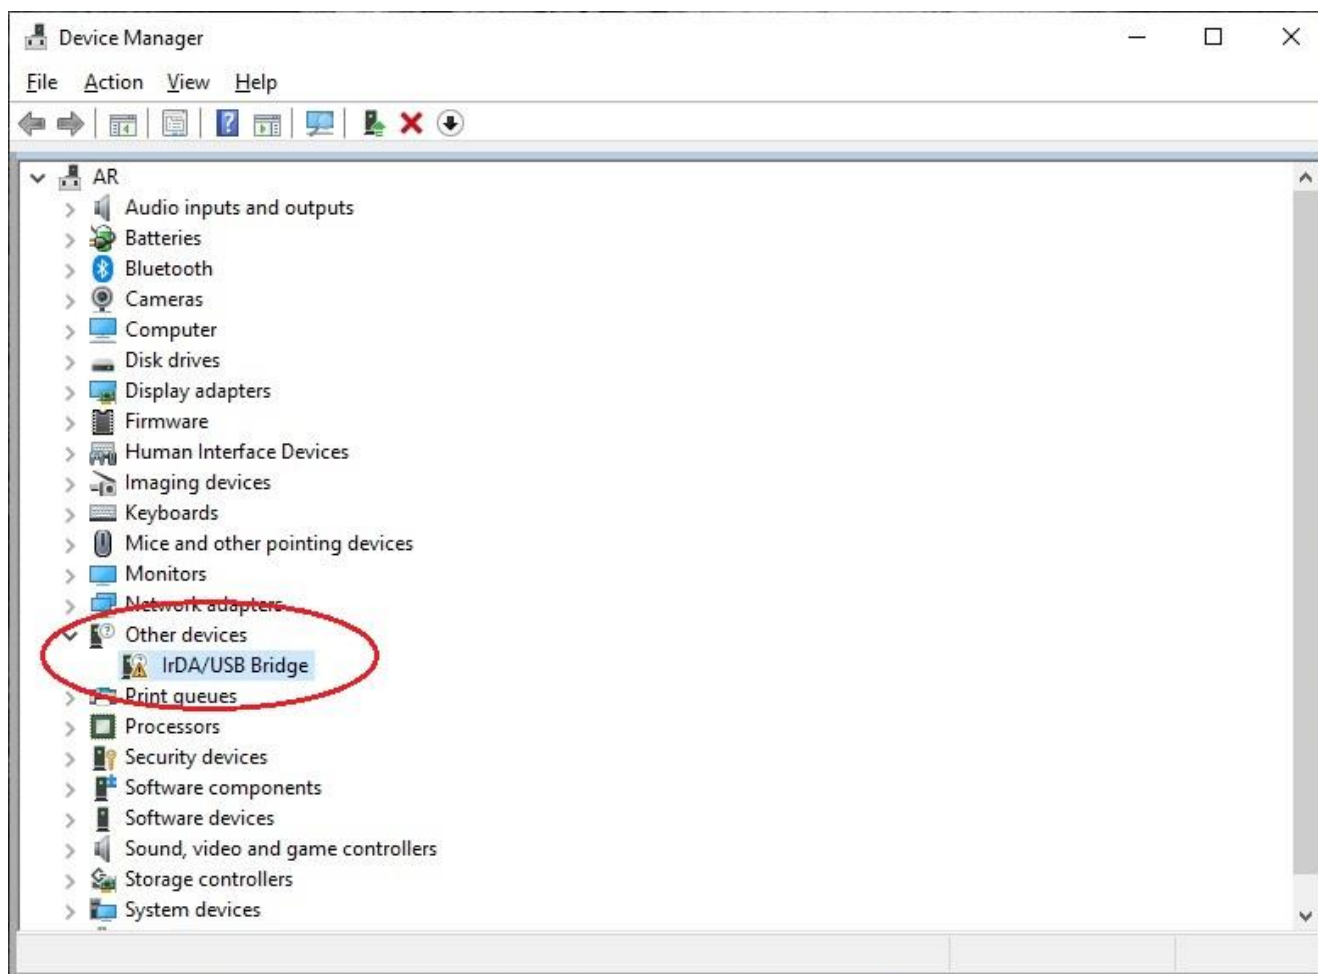 Device Manager
File Action View Help
AR
Audio inputs and outputs
Batteries
Bluetooth
Cameras
Computer
Disk drives
Display adapters
Firmware
Human Interface Devices
Imaging devices
Keyboards
Mice and other pointing devices
Monitors
Network adapters
Other devices
IrDA/USB Bridge
Print queues
Processors
Security devices
Software components
Software devices
Sound, video and game controllers
Storage controllers
System devices